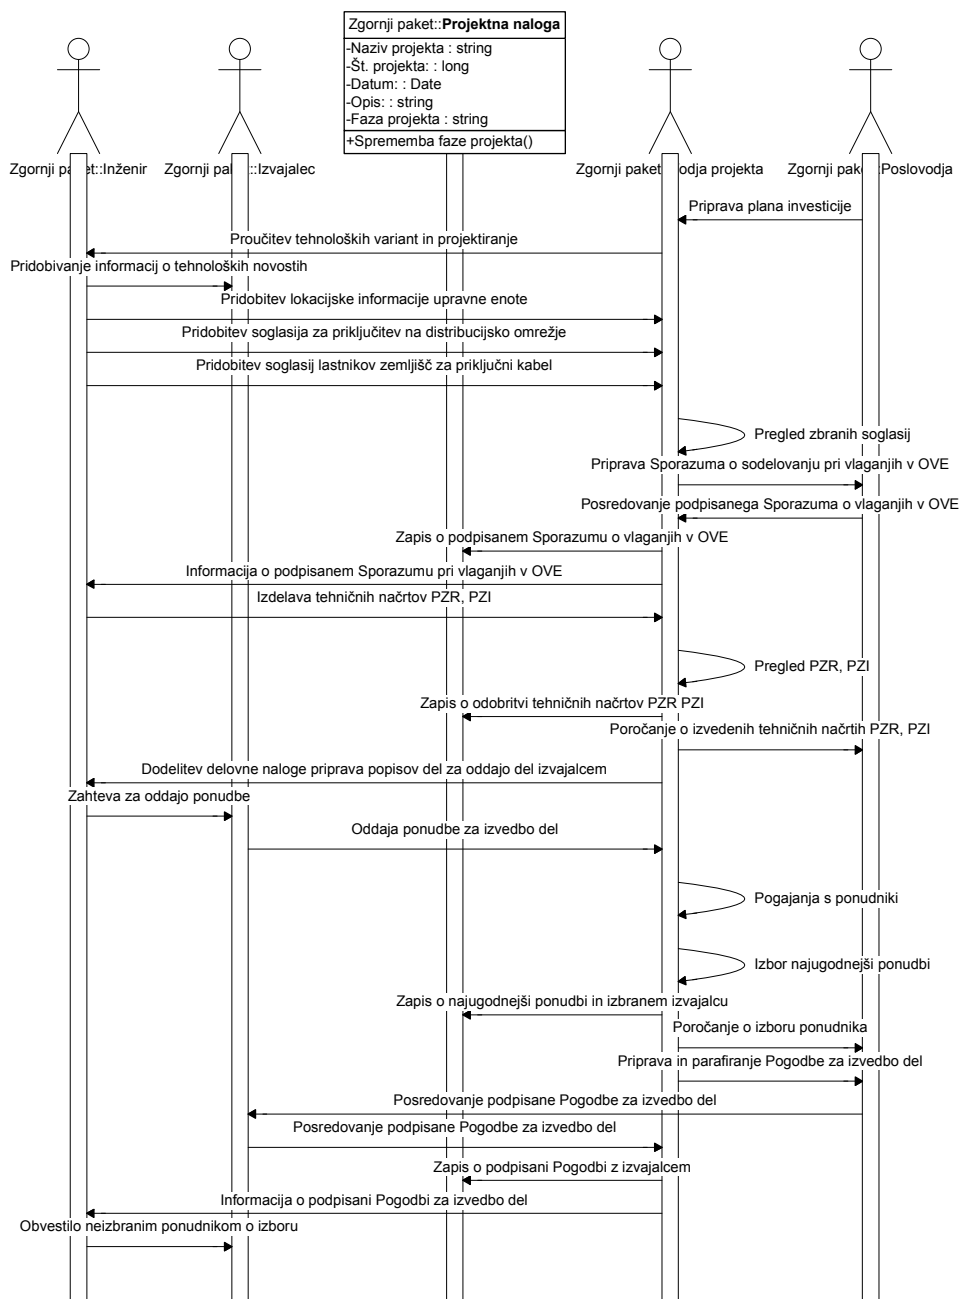 Zgornji paket::Projektna naloga
-Naziv projekta : string
-Št. projekta: : long
-Datum: : Date
-Opis: : string
-Faza projekta : string
+Sprememba faze projekta()
Zgornji paket::Inženir
Zgornji paket::Izvajalec
Zgornji paket::Vodja projekta
Zgornji paket::Poslovodja
Priprava plana investicije
Proučitev tehnoloških variant in projektiranje
Pridobivanje informacij o tehnoloških novostih
Pridobitev lokacijske informacije upravne enote
Pridobitev soglasija za priključitev na distribucijsko omrežje
Pridobitev soglasij lastnikov zemljišč za priključni kabel
Pregled zbranih soglasij
Priprava Sporazuma o sodelovanju pri vlaganjih v OVE
Posredovanje podpisanega Sporazuma o vlaganjih v OVE
Zapis o podpisanem Sporazumu o vlaganjih v OVE
Informacija o podpisanem Sporazumu pri vlaganjih v OVE
Izdelava tehničnih načrtov PZR, PZI
Pregled PZR, PZI
Zapis o odobritvi tehničnih načrtov PZR PZI
Poročanje o izvedenih tehničnih načrtih PZR, PZI
Dodelitev delovne naloge priprava popisov del za oddajo del izvajalcem
Zahteva za oddajo ponudbe
Oddaja ponudbe za izvedbo del
Pogajanja s ponudniki
Izbor najugodnejši ponudbi
Zapis o najugodnejši ponudbi in izbranem izvajalcu
Poročanje o izboru ponudnika
Priprava in parafiranje Pogodbe za izvedbo del
Posredovanje podpisane Pogodbe za izvedbo del
Posredovanje podpisane Pogodbe za izvedbo del
Zapis o podpisani Pogodbi z izvajalcem
Informacija o podpisani Pogodbi za izvedbo del
Obvestilo neizbranim ponudnikom o izboru